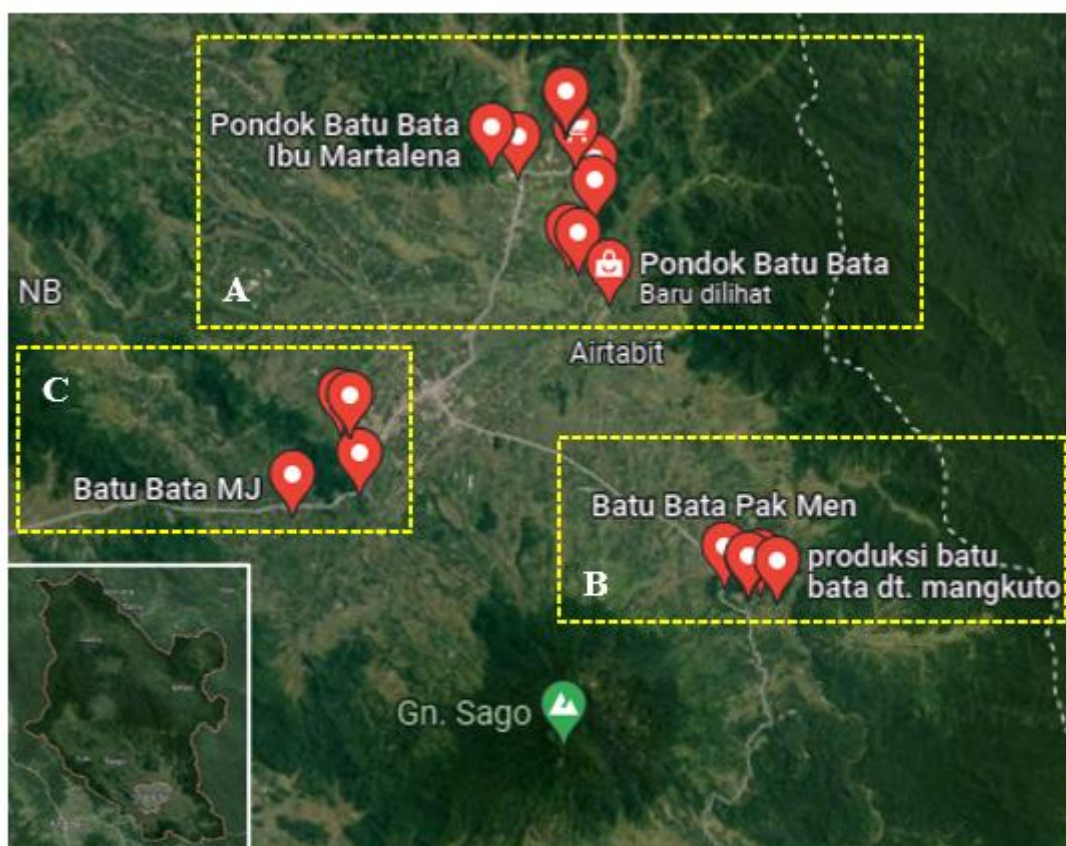 Pondok Batu Bata
Ibu Martalena
A
NB
Pondok Batu Bata
Baru dilihat
Airtabit
C
Batu Bata MJ
Batu Bata Pak Men
B
produksi batu
bata dt. mangkuto
Gn. Sago